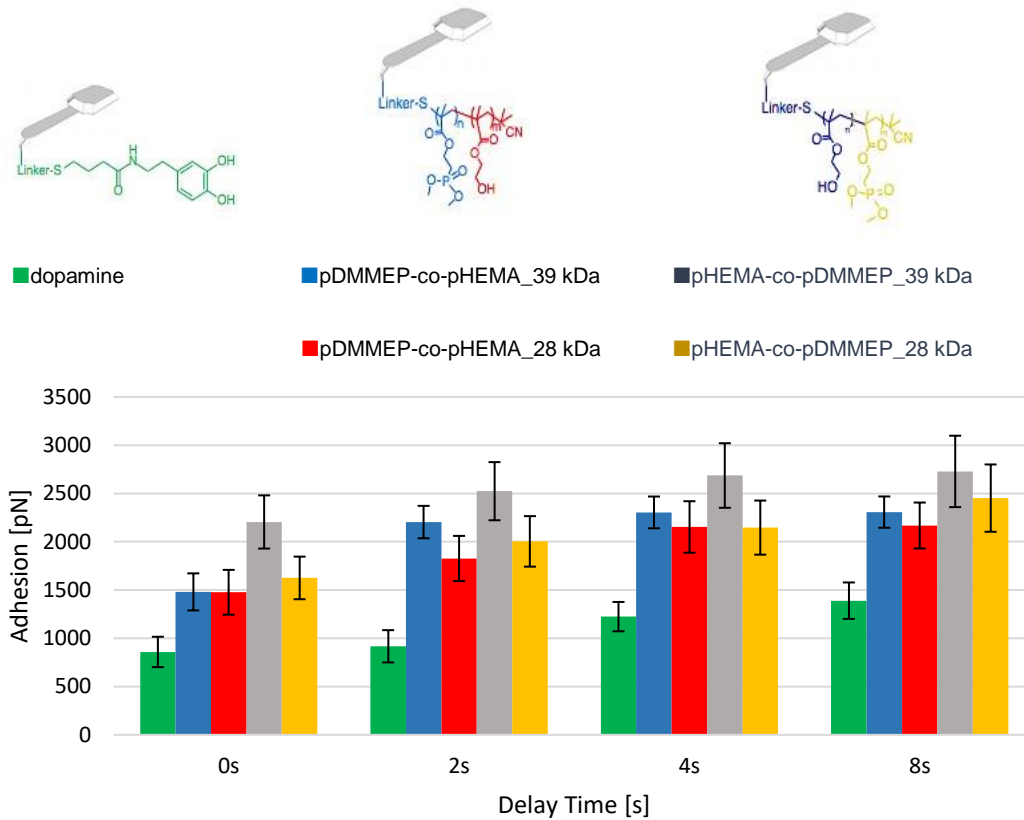 Linker-S
O
N
H
OH
OH
Linker-S
n
m
CN
O
O
O
O
O
P
O
O
OH
Linker-S
n
m
CN
O
O
O
O
HO
O
P
O
O
dopamine
pDMMEP-co-pHEMA_39 kDa
pHEMA-co-pDMMEP_39 kDa
pDMMEP-co-pHEMA_28 kDa
pHEMA-co-pDMMEP_28 kDa
Adhesion [pN]
3500
3000
2500
2000
1500
1000
500
0
0s
2s
4s
8s
Delay Time [s]